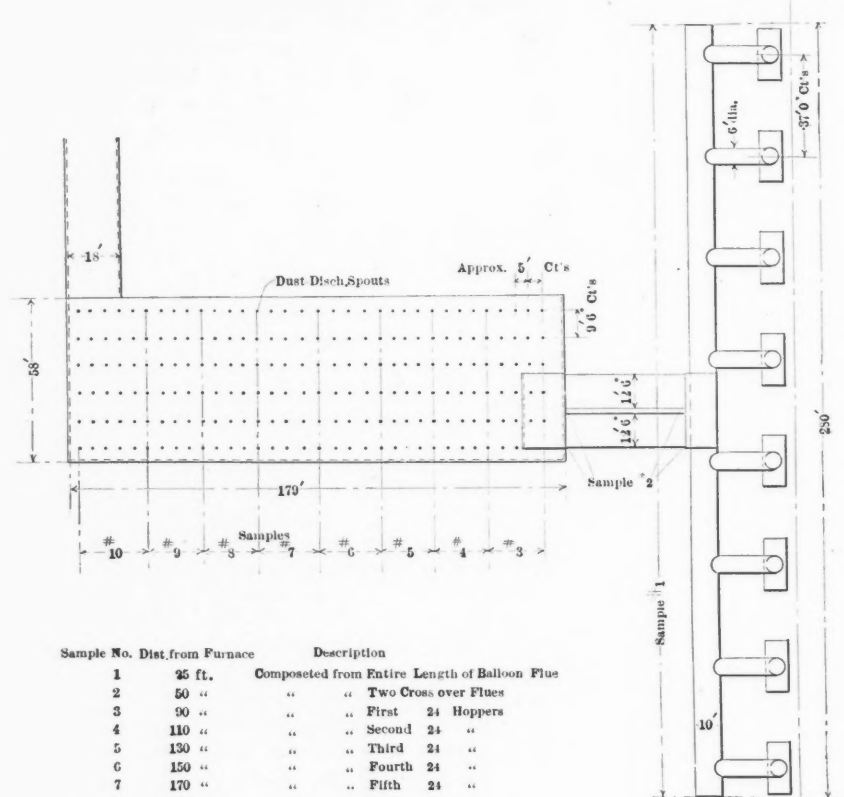 37'0" Ct's
6' dia.
18'
Approx. 5' Ct's
Dust Disch. Spouts
9'6" Ct's
58'
12'6"
12'6"
280'
Sample #2
179'
Samples
#10 #9 #8 #7 #6 #5 #4 #3
Sample #1
10'
Sample No. Dist. from Furnace Description
1 25 ft. Composeted from Entire Length of Balloon Flue
2 50 “ “ “ Two Cross over Flues
3 90 “ “ “ First 24 Hoppers
4 110 “ “ “ Second 24 “
5 130 “ “ “ Third 24 “
6 150 “ “ “ Fourth 24 “
7 170 “ “ “ Fifth 24 “